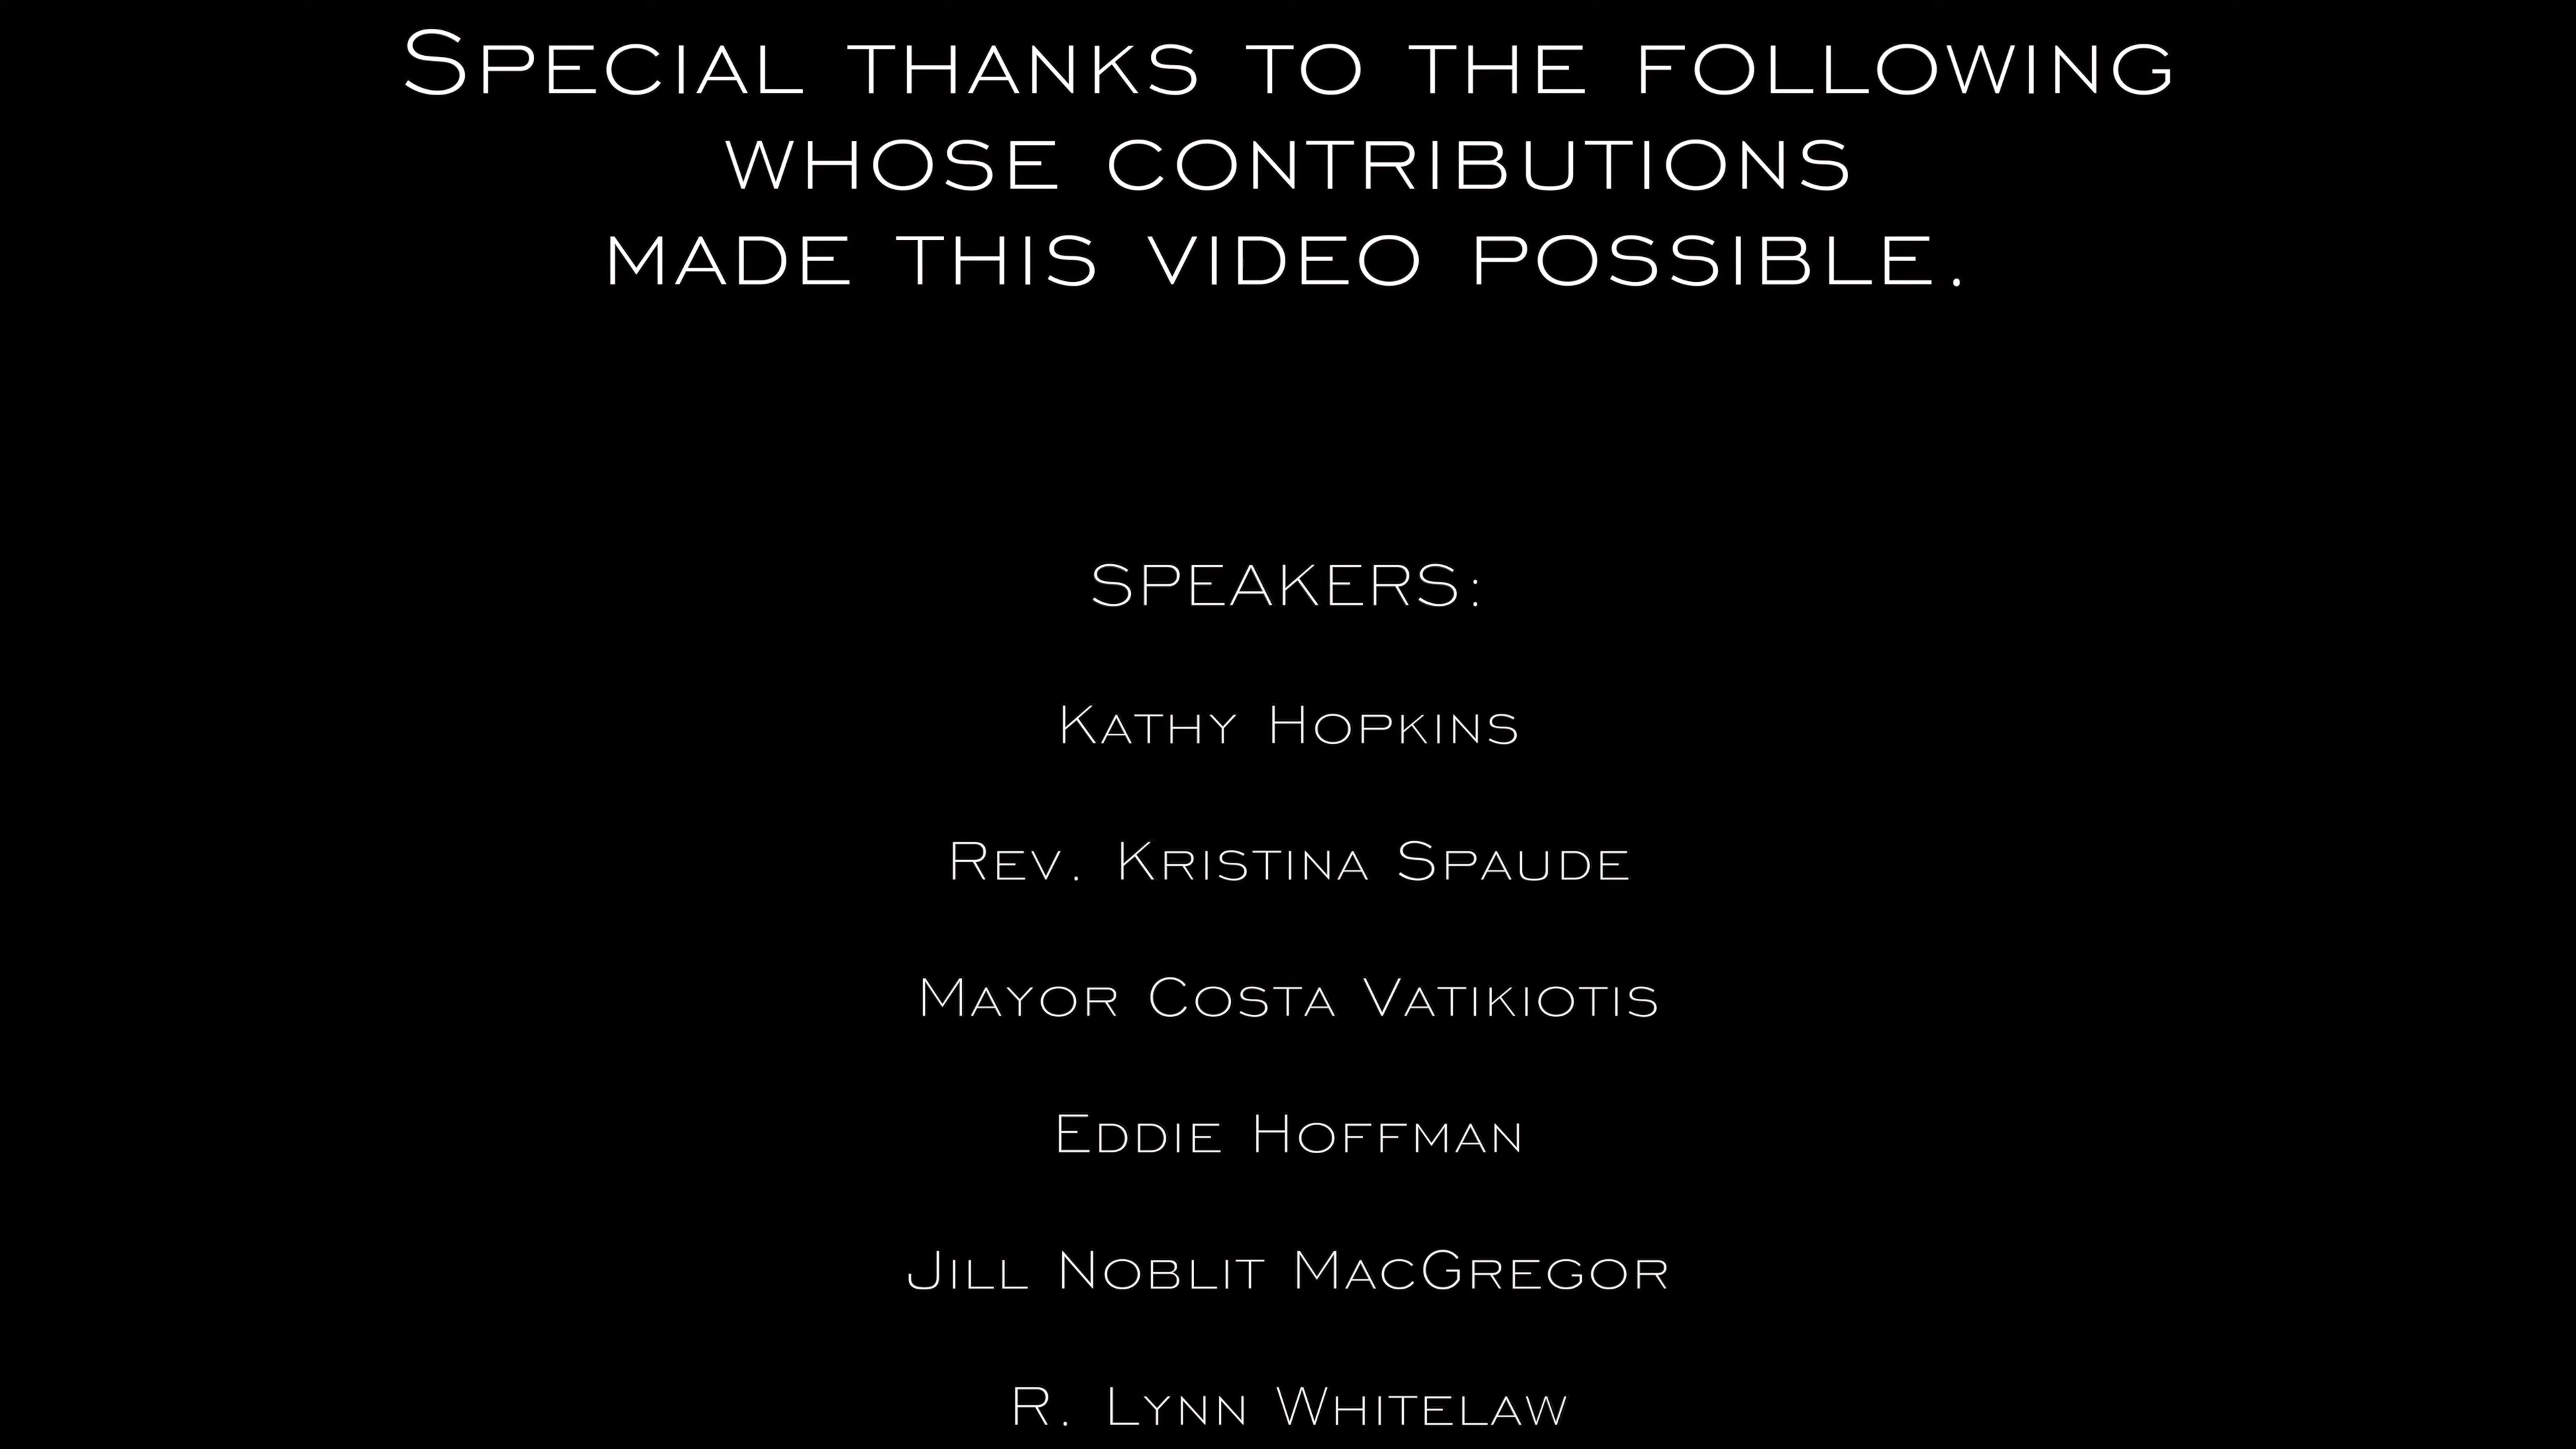 Special thanks to the following
whose contributions
made this video possible.
SPEAKERS:
Kathy Hopkins
Rev. Kristina Spaude
Mayor Costa Vatikiotis
Eddie Hoffman
Jill Noblit MacGregor
R. Lynn Whitelaw